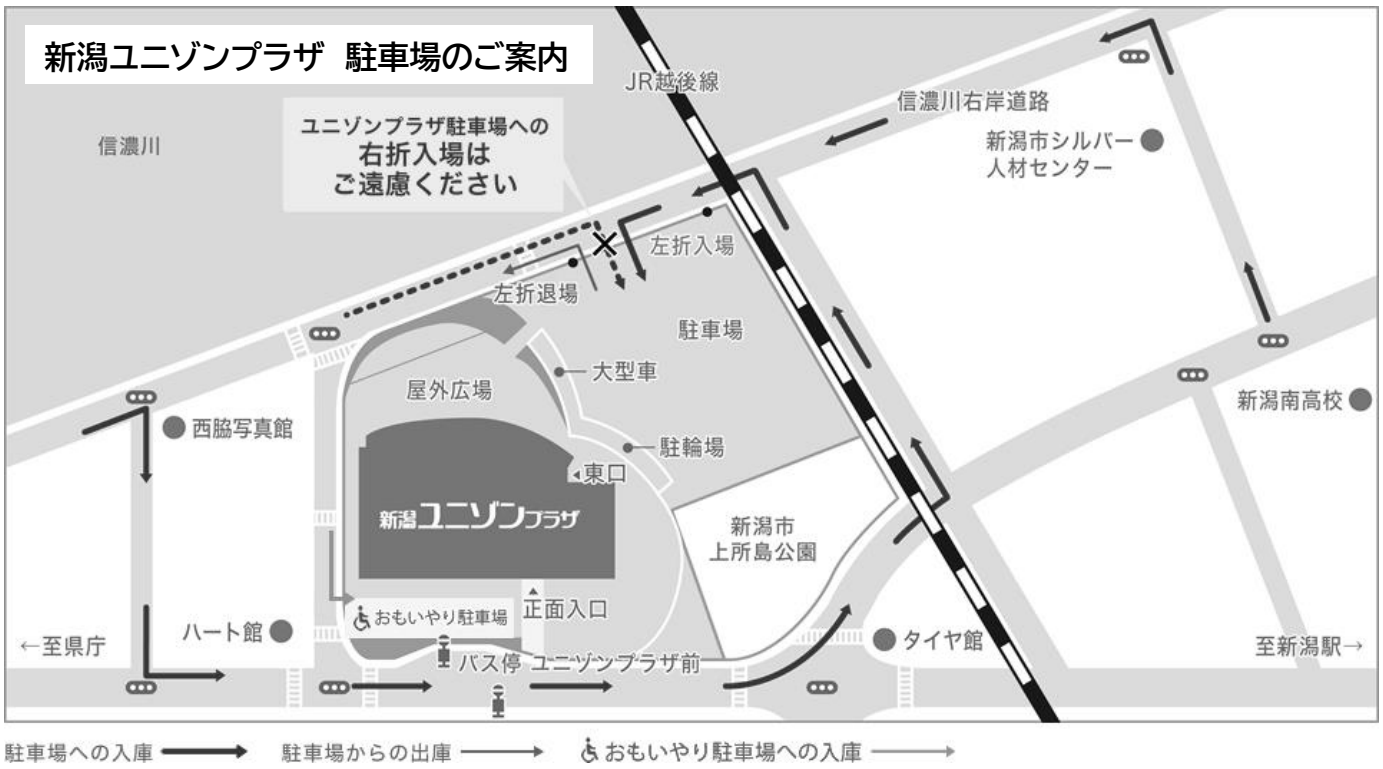 新潟ユニゾンプラザ 駐車場のご案内
JR越後線
信濃川右岸道路
ユニゾンプラザ駐車場への
右折入場は
ご遠慮ください
信濃川
新潟市シルバー
人材センター
左折入場
左折退場
駐車場
大型車
屋外広場
新潟南高校
西脇写真館
駐輪場
◂東口
新潟ユニゾンプラザ
新潟市
上所島公園
おもいやり駐車場
正面入口
ハート館
タイヤ館
←至県庁
至新潟駅→
バス停 ユニゾンプラザ前
駐車場への入庫
駐車場からの出庫
おもいやり駐車場への入庫